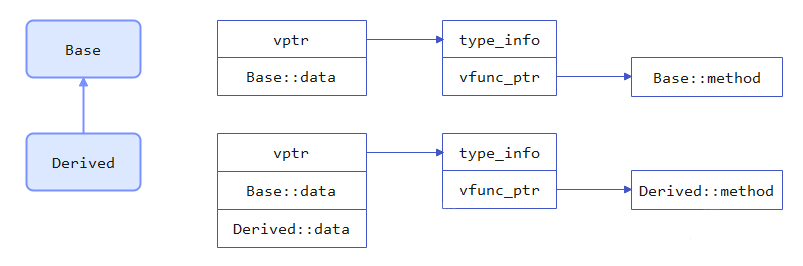 Base
Derived
vptr
Base::data
type_info
vfunc_ptr
Base::method
vptr
Base::data
Derived::data
type_info
vfunc_ptr
Derived::method